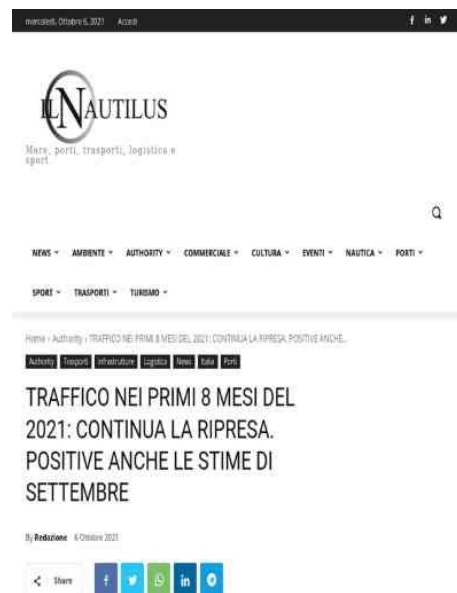 mercoledì, Ottobre 6, 2021 Accedi
IL NAUTILUS
Mare, porti, trasporti, logistica e
sport
NEWS AMBIENTE AUTHORITY COMMERCIALE CULTURA EVENTI NAUTICA PORTI
SPORT TRASPORTI TURISMO
Home › Authority › TRAFFICO NEI PRIMI 8 MESI DEL 2021: CONTINUA LA RIPRESA. POSITIVE ANCHE...
Authority Trasporti Infrastrutture Logistica News Italia Porti
TRAFFICO NEI PRIMI 8 MESI DEL
2021: CONTINUA LA RIPRESA.
POSITIVE ANCHE LE STIME DI
SETTEMBRE
By Redazione 6 Ottobre 2021
Share